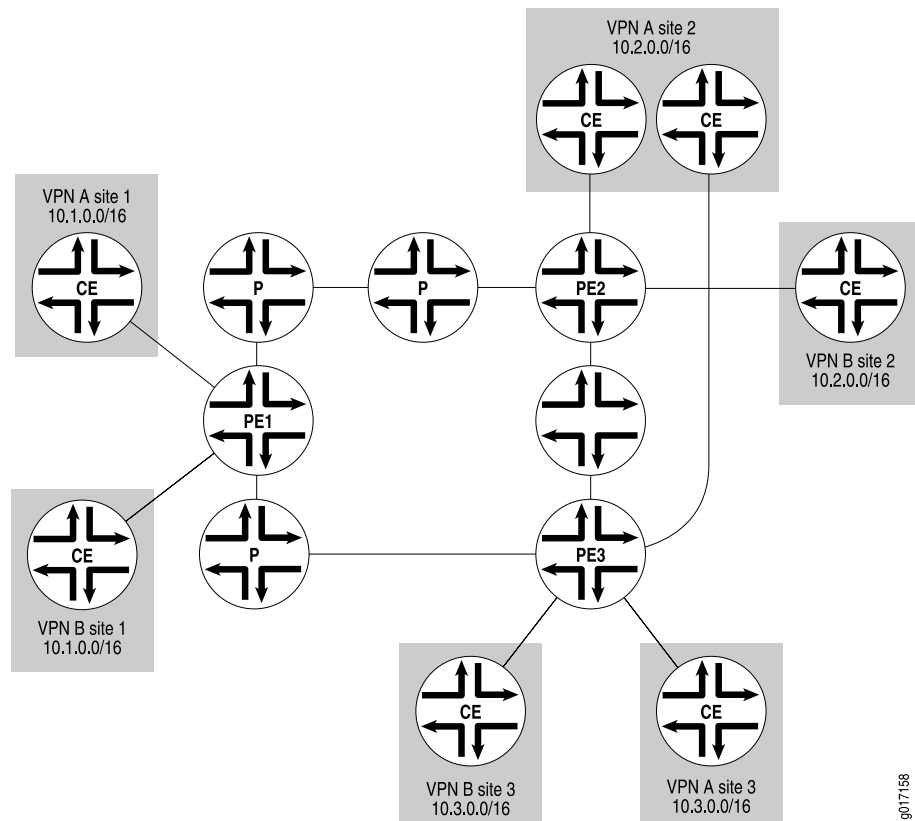 VPN A site 2
10.2.0.0/16
CE
CE
VPN A site 1
10.1.0.0/16
CE
P
P
PE2
CE
VPN B site 2
10.2.0.0/16
PE1
CE
VPN B site 1
10.1.0.0/16
P
PE3
CE
VPN B site 3
10.3.0.0/16
CE
VPN A site 3
10.3.0.0/16
g017158